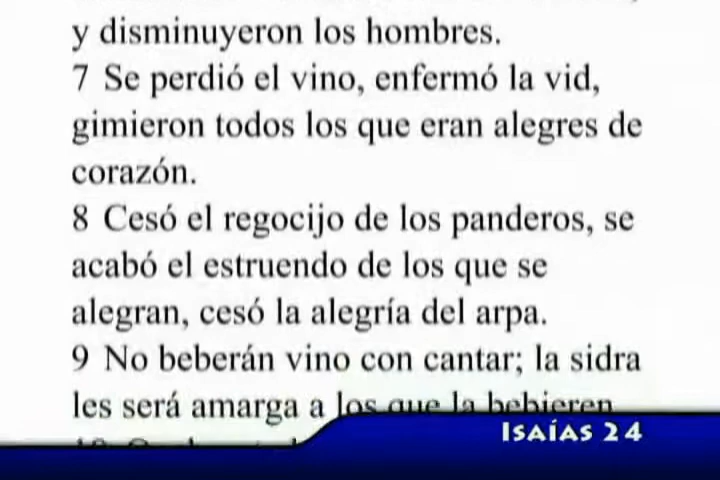 y disminuyeron los hombres.
7 Se perdió el vino, enfermó la vid,
gimieron todos los que eran alegres de
corazón.
8 Cesó el regocijo de los panderos, se
acabó el estruendo de los que se
alegran, cesó la alegría del arpa.
9 No beberán vino con cantar; la sidra
les será amarga a los que la bebieren
Isaías 24